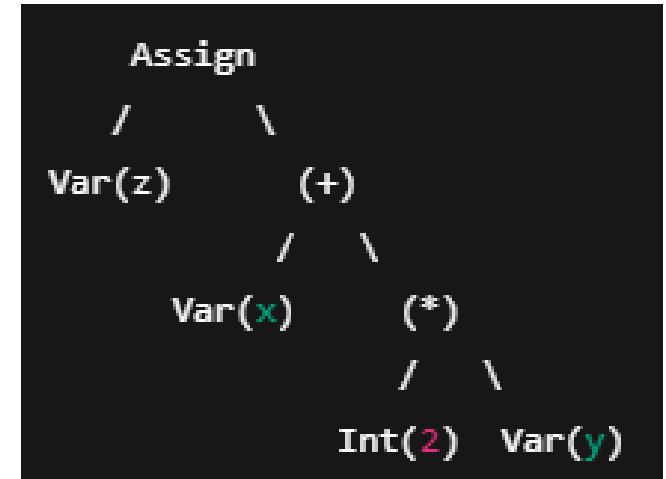 Assign
/ \
Var(z) (+)
/ \
Var(x) (*)
/ \
Int(2) Var(y)